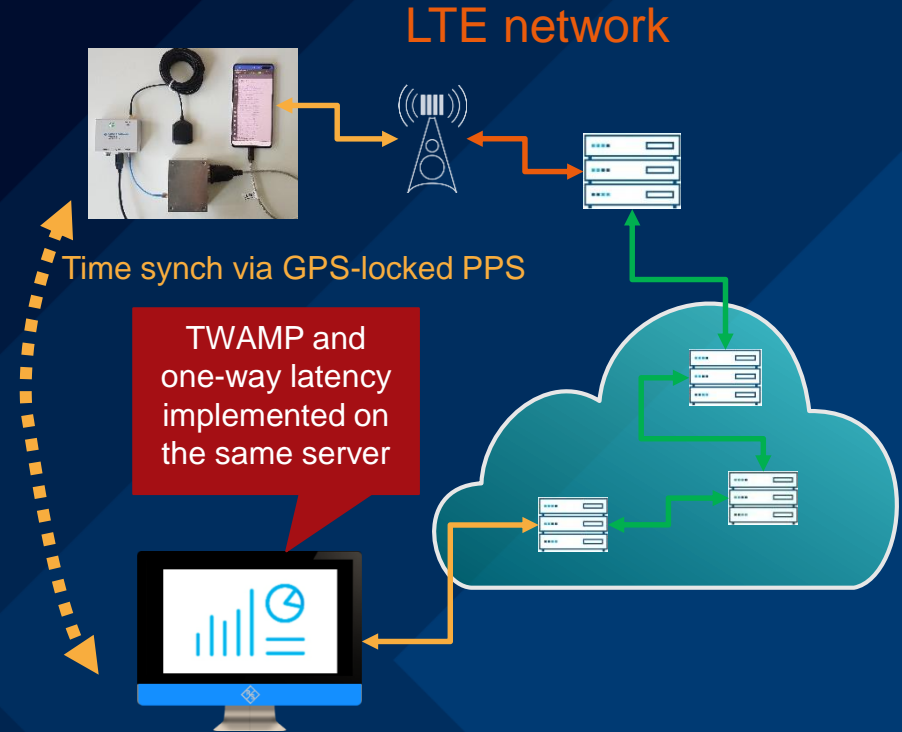 LTE network
Time synch via GPS-locked PPS
TWAMP and
one-way latency
implemented on
the same server